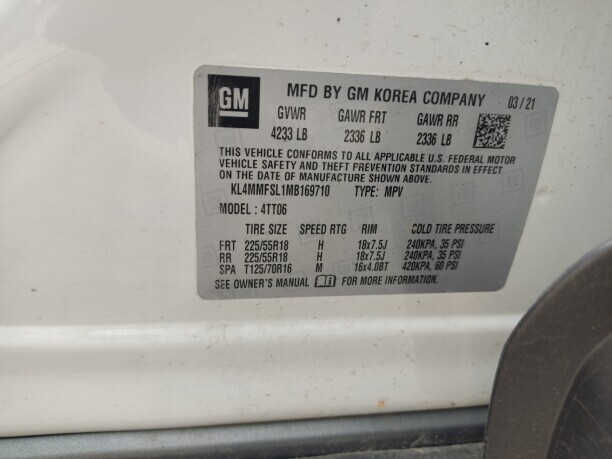 GM MFD BY GM KOREA COMPANY 03/21
GVWR GAWR FRT GAWR RR
4233 LB 2336 LB 2336 LB
THIS VEHICLE CONFORMS TO ALL APPLICABLE U.S. FEDERAL MOTOR
VEHICLE SAFETY AND THEFT PREVENTION STANDARDS IN EFFECT
ON THE DATE OF MANUFACTURE SHOWN ABOVE.
KL4MMFSL1MB169710 TYPE: MPV
MODEL: 4TT06
TIRE SIZE SPEED RTG RIM COLD TIRE PRESSURE
FRT 225/55R18 H 18x7.5J 240KPA, 35 PSI
RR 225/55R18 H 18x7.5J 240KPA, 35 PSI
SPA T125/70R16 M 16x4.0BT 420KPA, 60 PSI
SEE OWNER'S MANUAL FOR MORE INFORMATION.